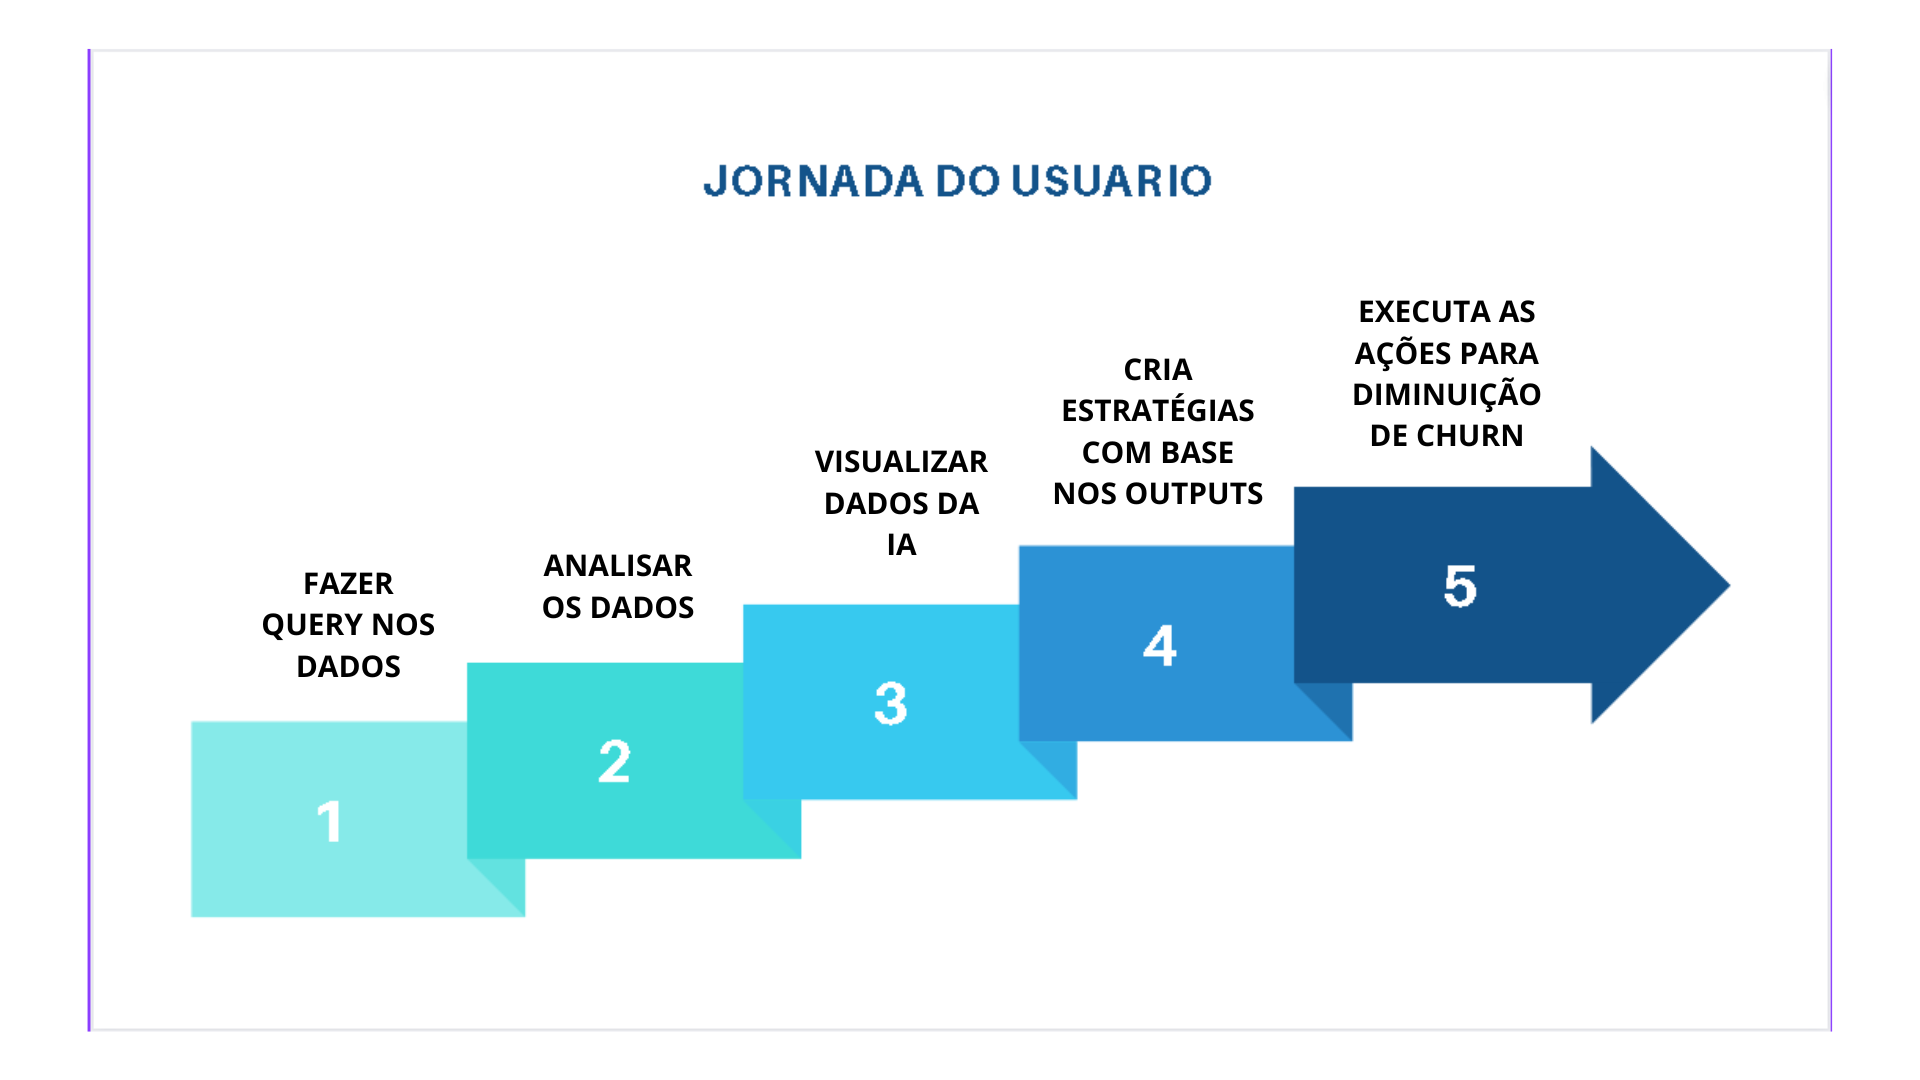 JORNADA DO USUARIO
FAZER
QUERY NOS
DADOS
1
ANALISAR
OS DADOS
2
VISUALIZAR
DADOS DA
IA
3
CRIA
ESTRATÉGIAS
COM BASE
NOS OUTPUTS
4
EXECUTA AS
AÇÕES PARA
DIMINUIÇÃO
DE CHURN
5